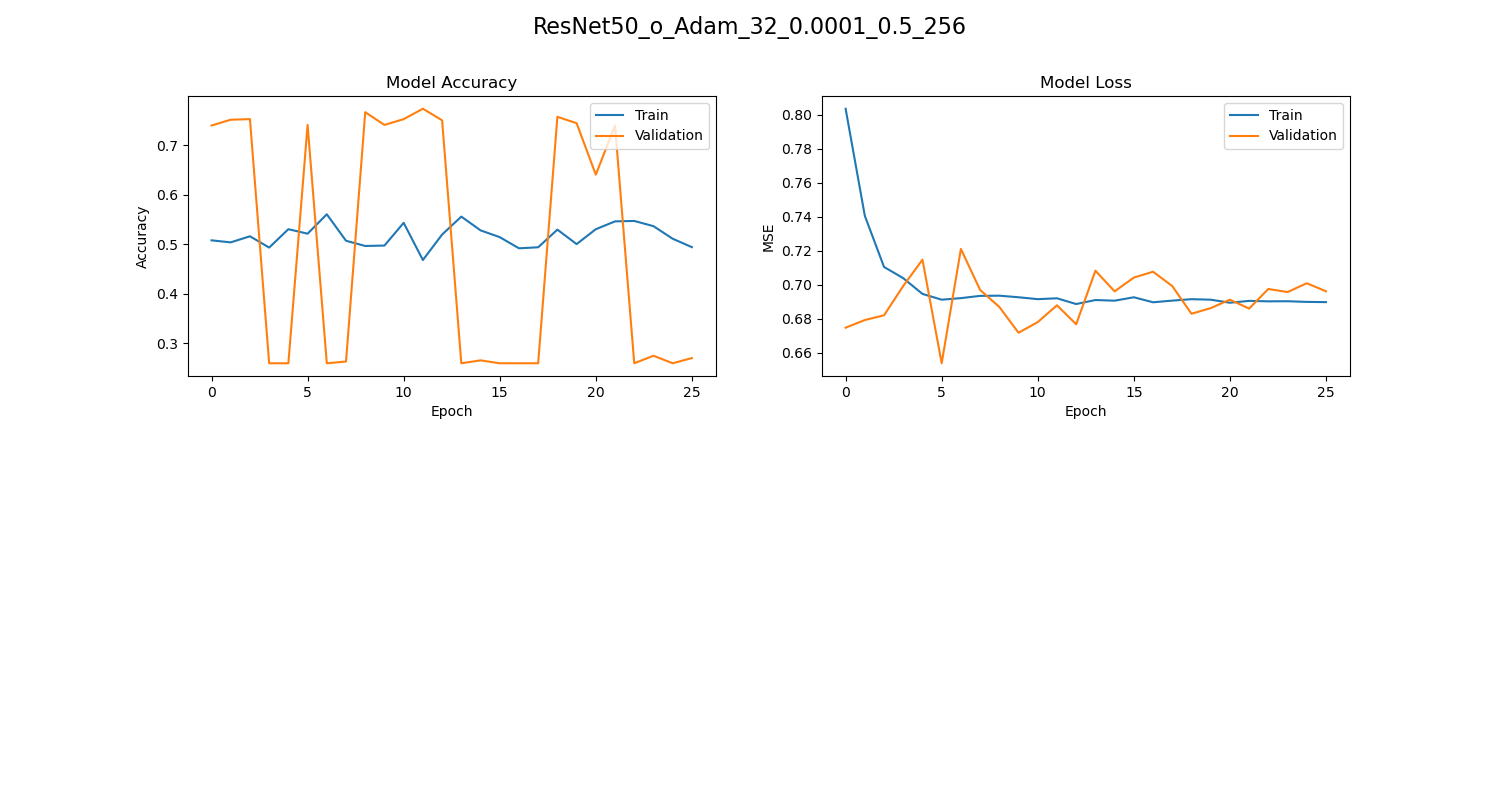 ResNet50_o_Adam_32_0.0001_0.5_256
Model Accuracy
Train
Validation
0.7
0.6
0.5
0.4
0.3
Accuracy
0 5 10 15 20 25
Epoch
Model Loss
Train
Validation
0.80
0.78
0.76
0.74
0.72
0.70
0.68
0.66
MSE
0 5 10 15 20 25
Epoch